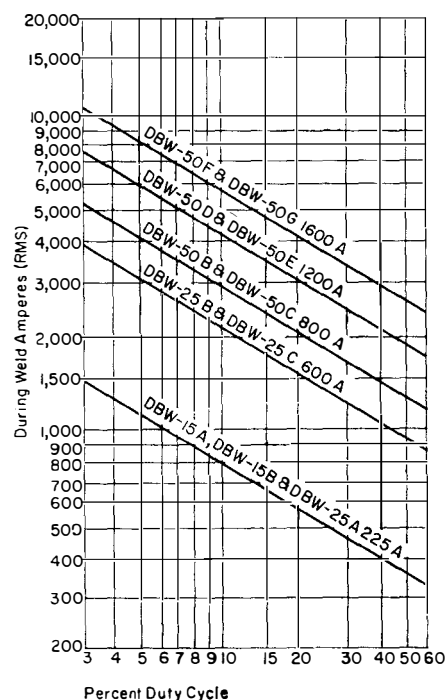 20,000
15,000
10,000
9,000
8,000
7,000
6,000
5,000
4,000
3,000
2,000
1,500
1,000
900
800
700
600
500
400
300
200
During Weld Amperes (RMS)
DBW-50F & DBW-50G 1600 A
DBW-50D & DBW-50E 1200A
DBW-50B & DBW-50C 800 A
DBW-25B & DBW-25C 600A
DBW-15A, DBW-15B & DBW-25A 225A
3 4 5 6 7 8 9 10 15 20 30 40 60
Percent Duty Cycle